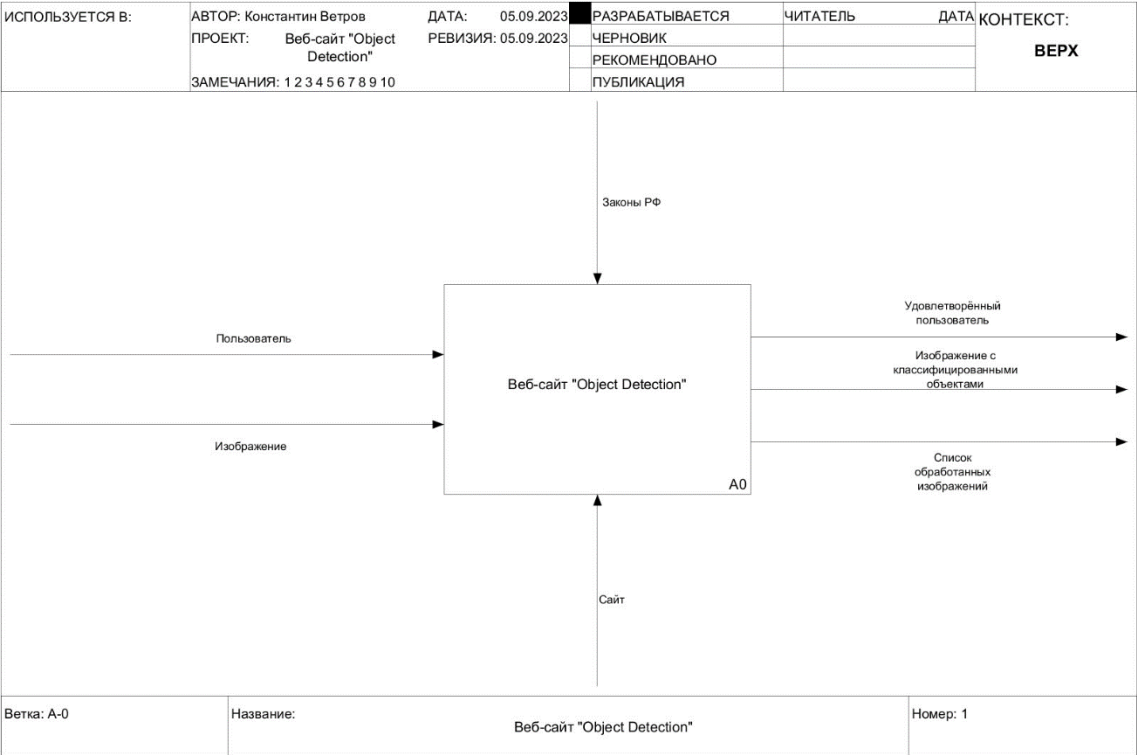 ИСПОЛЬЗУЕТСЯ В:
АВТОР: Константин Ветров
ДАТА: 05.09.2023
РАЗРАБАТЫВАЕТСЯ
ЧИТАТЕЛЬ
ДАТА
КОНТЕКСТ:
ПРОЕКТ: Веб-сайт "Object
Detection"
РЕВИЗИЯ: 05.09.2023
ЧЕРНОВИК
ВЕРХ
РЕКОМЕНДОВАНО
ЗАМЕЧАНИЯ: 1 2 3 4 5 6 7 8 9 10
ПУБЛИКАЦИЯ
Законы РФ
Пользователь
Изображение
Веб-сайт "Object Detection"
A0
Удовлетворённый
пользователь
Изображение с
классифицированными
объектами
Список
обработанных
изображений
Сайт
Ветка: A-0
Название:
Веб-сайт "Object Detection"
Номер: 1